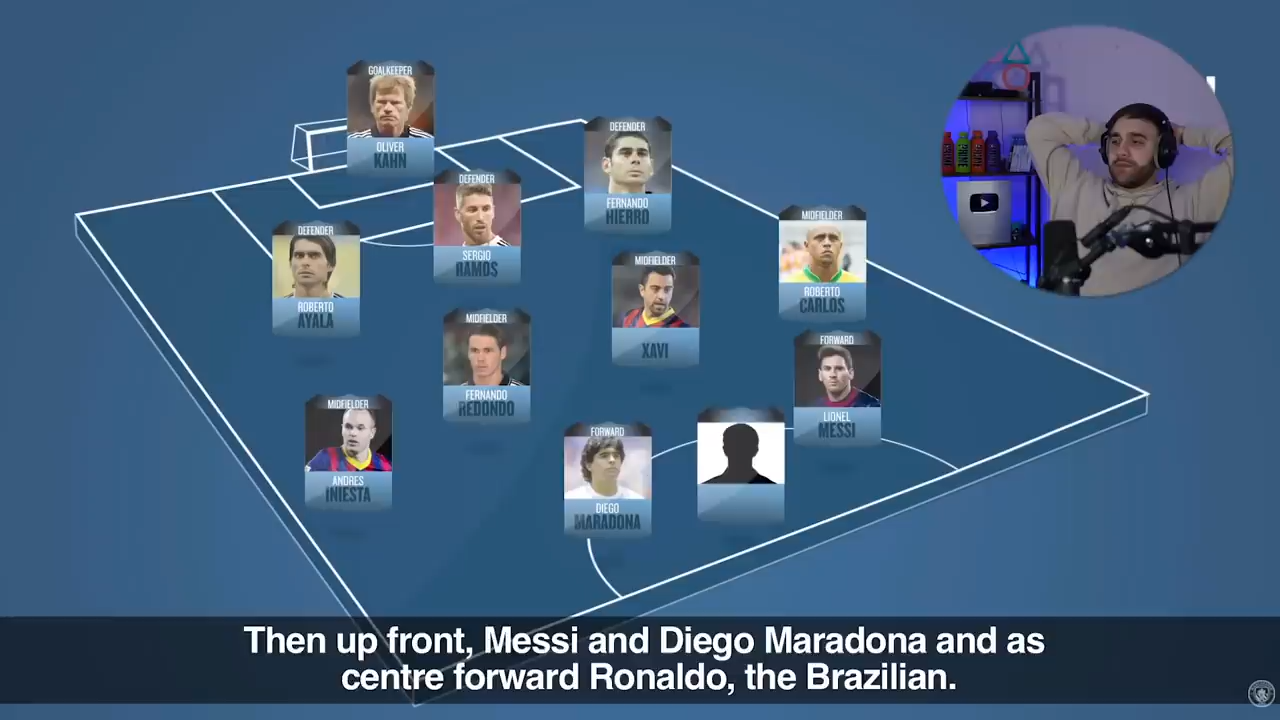 GOALKEEPER
OLIVER
KAHN
DEFENDER
FERNANDO
HIERRO
DEFENDER
SERGIO
RAMOS
DEFENDER
ROBERTO
AYALA
MIDFIELDER
ROBERTO
CARLOS
MIDFIELDER
XAVI
MIDFIELDER
FERNANDO
REDONDO
FORWARD
LIONEL
MESSI
MIDFIELDER
ANDRES
INIESTA
FORWARD
DIEGO
MARADONA
Then up front, Messi and Diego Maradona and as
centre forward Ronaldo, the Brazilian.